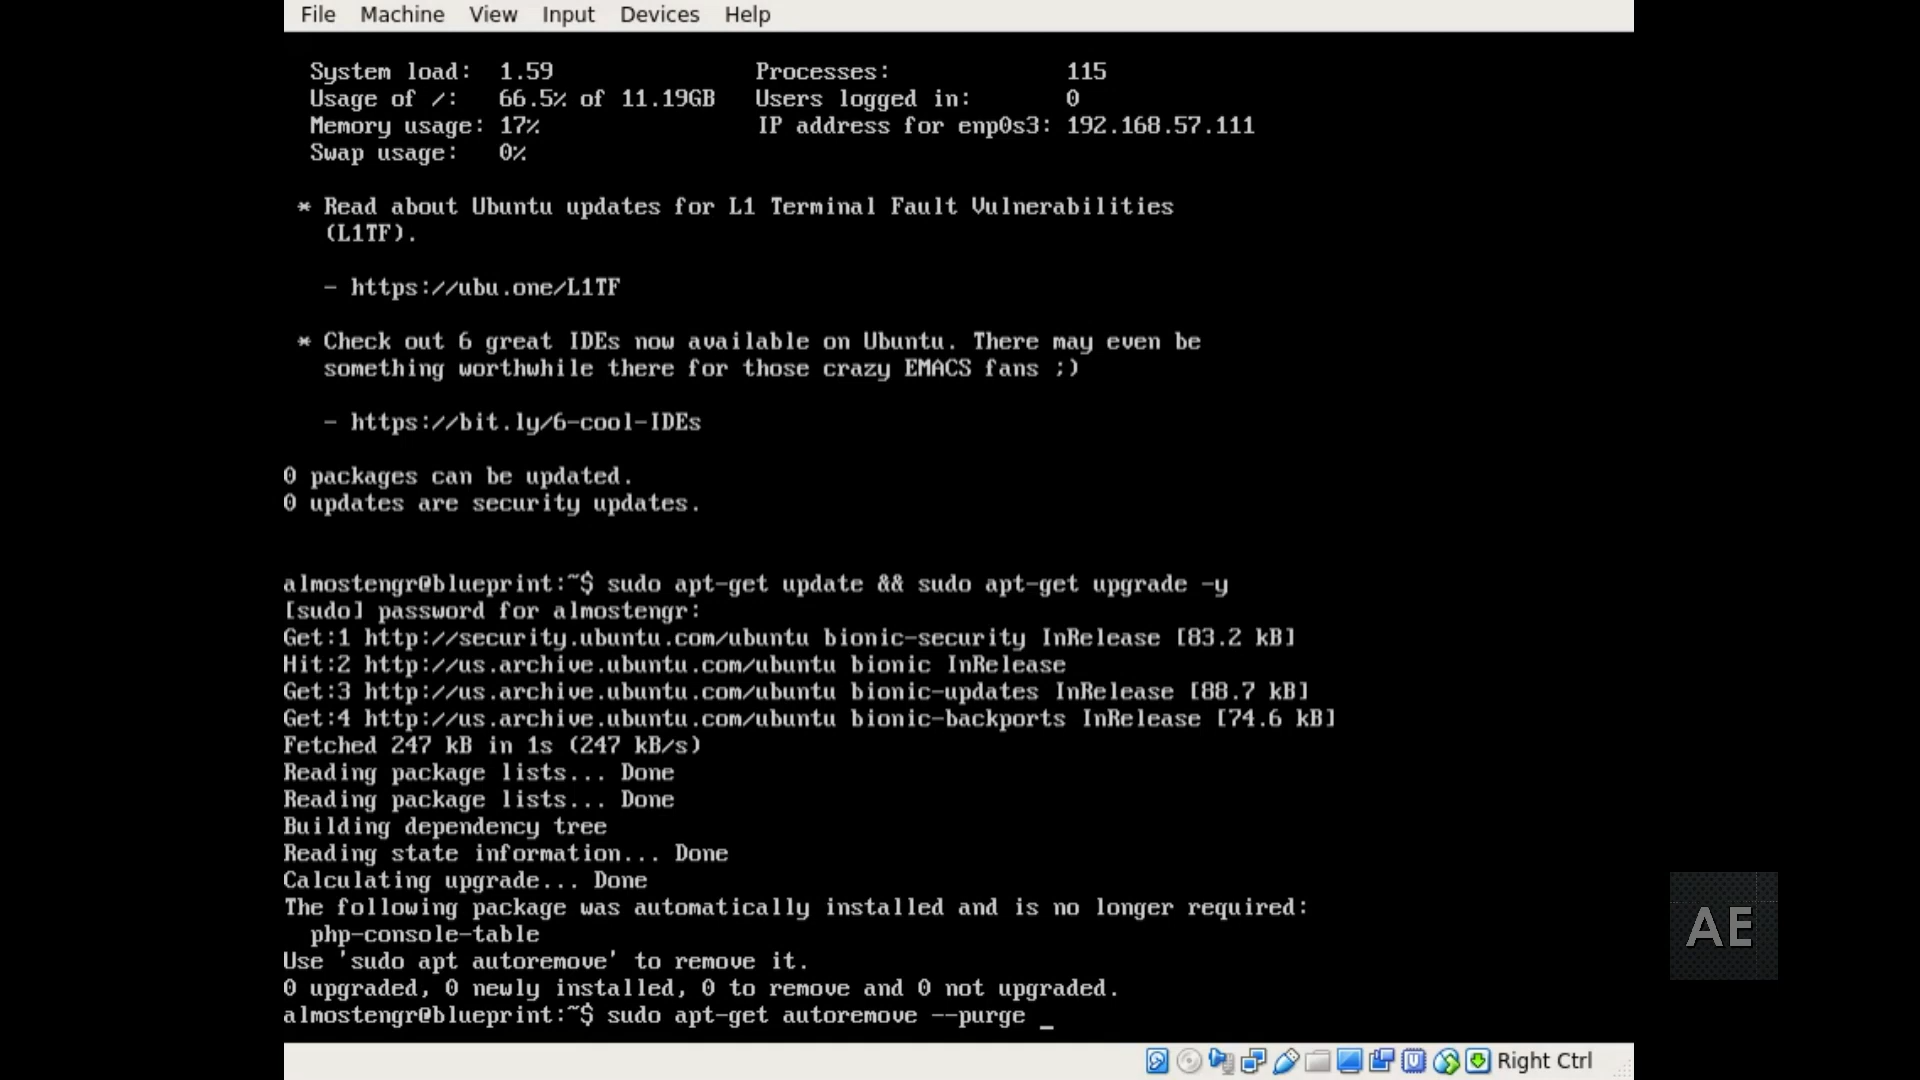 File Machine View Input Devices Help
System load: 1.59 Processes: 115
Usage of /: 66.5% of 11.19GB Users logged in: 0
Memory usage: 17% IP address for enp0s3: 192.168.57.111
Swap usage: 0%
* Read about Ubuntu updates for L1 Terminal Fault Vulnerabilities
(L1TF).
- https://ubu.one/L1TF
* Check out 6 great IDEs now available on Ubuntu. There may even be
something worthwhile there for those crazy EMACS fans ;)
- https://bit.ly/6-cool-IDEs
0 packages can be updated.
0 updates are security updates.
almostengr@blueprint:~$ sudo apt-get update && sudo apt-get upgrade -y
[sudo] password for almostengr:
Get:1 http://security.ubuntu.com/ubuntu bionic-security InRelease [83.2 kB]
Hit:2 http://us.archive.ubuntu.com/ubuntu bionic InRelease
Get:3 http://us.archive.ubuntu.com/ubuntu bionic-updates InRelease [88.7 kB]
Get:4 http://us.archive.ubuntu.com/ubuntu bionic-backports InRelease [74.6 kB]
Fetched 247 kB in 1s (247 kB/s)
Reading package lists... Done
Reading package lists... Done
Building dependency tree
Reading state information... Done
Calculating upgrade... Done
The following package was automatically installed and is no longer required:
php-console-table
Use 'sudo apt autoremove' to remove it.
0 upgraded, 0 newly installed, 0 to remove and 0 not upgraded.
almostengr@blueprint:~$ sudo apt-get autoremove --purge _
Right Ctrl
AE